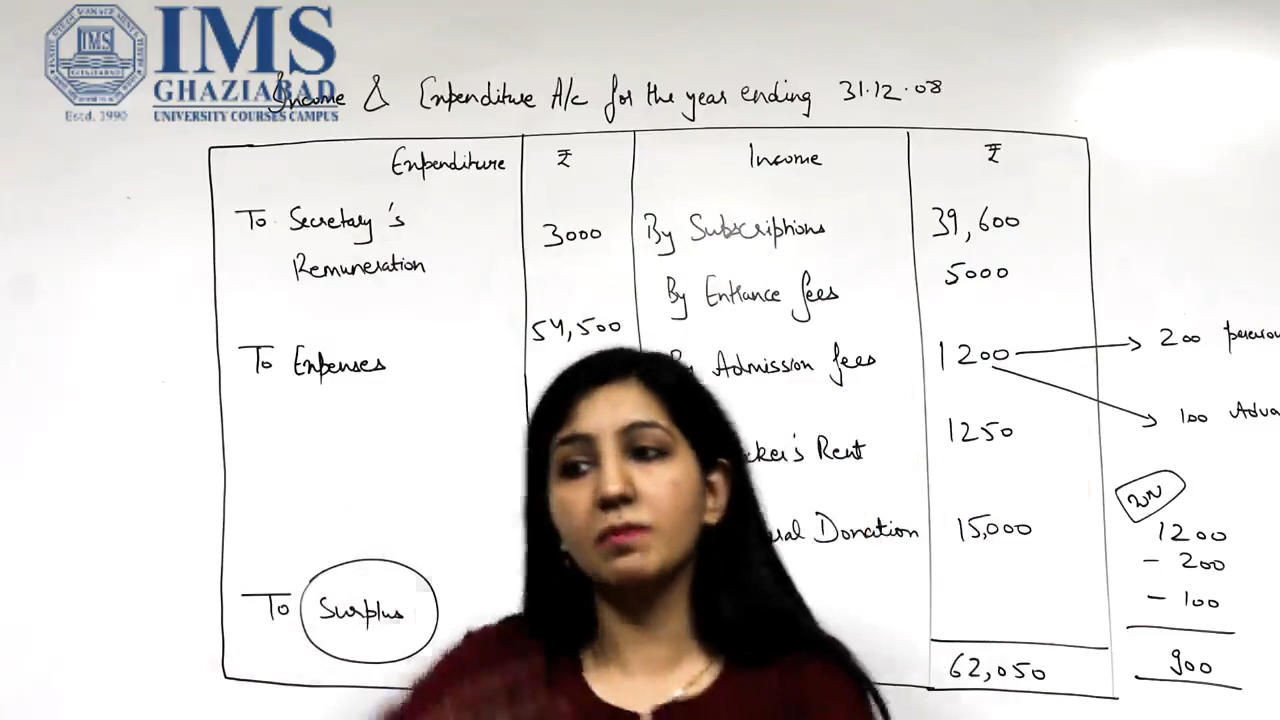 IMS
GHAZIABAD
Estd. 1990
UNIVERSITY COURSES CAMPUS
Income & Expenditure A/c for the year ending 31.12.08
Expenditure ₹ Income ₹
To Secretary's 3000 By Subscriptions 39,600
Remuneration
By Entrance fees 5000
To Expenses 54,500
Admission fees 1200 200
100
Rent 1250
Donation 15,000
To Surplus
62,050
WN
1200
- 200
- 100
900